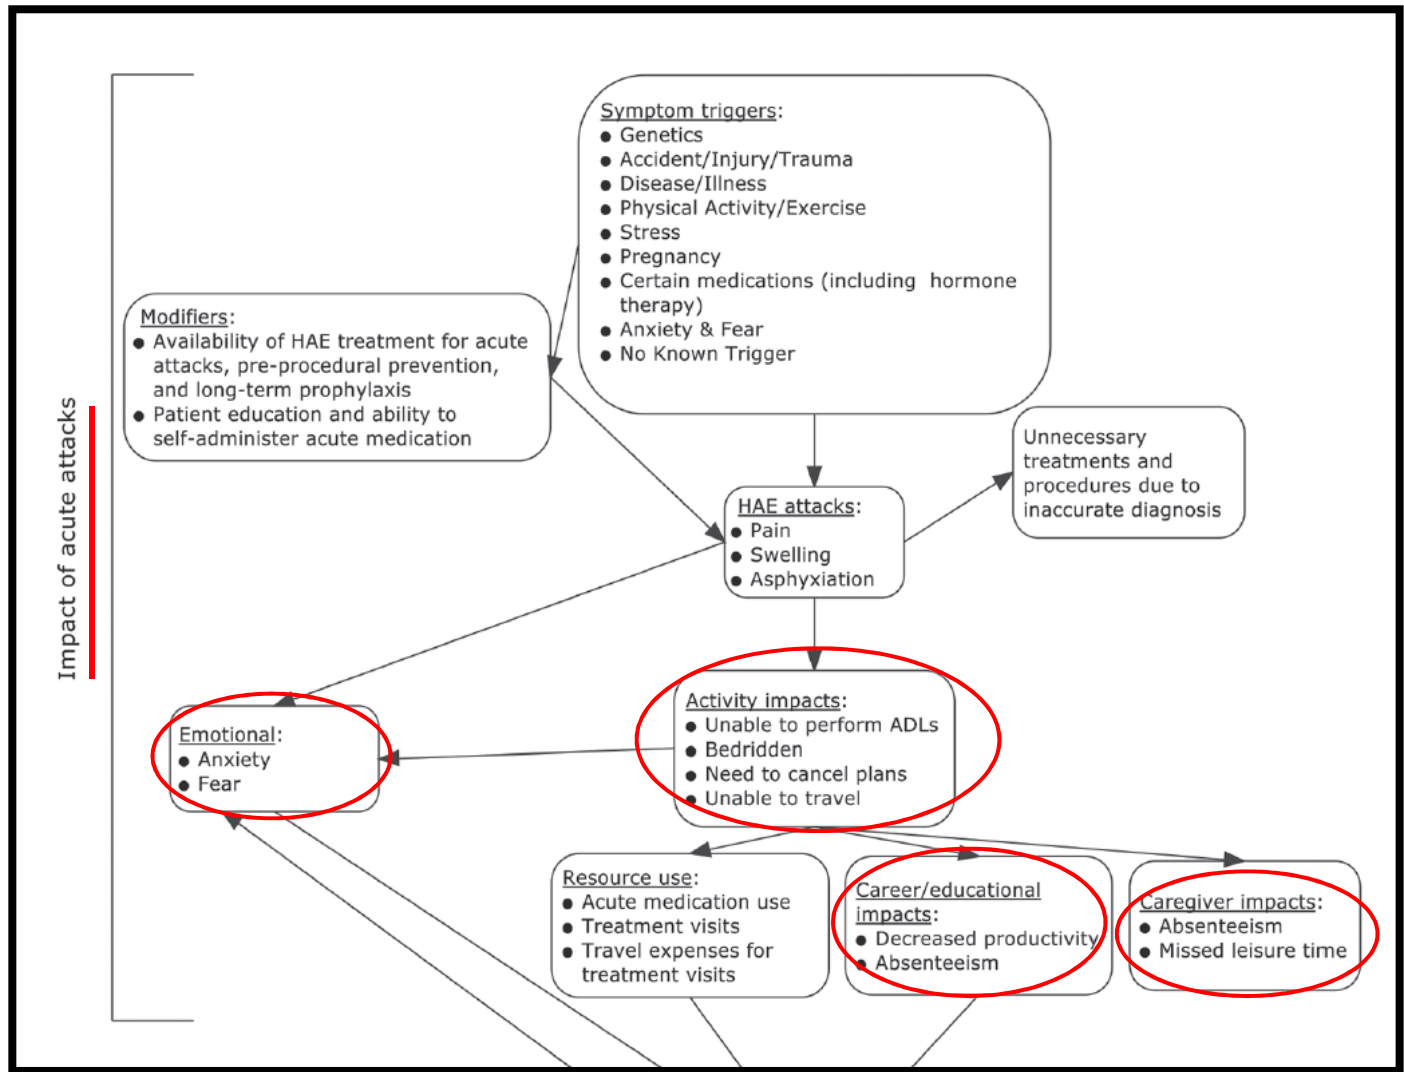 Symptom triggers:
● Genetics
● Accident/Injury/Trauma
● Disease/Illness
● Physical Activity/Exercise
● Stress
● Pregnancy
● Certain medications (including hormone
therapy)
● Anxiety & Fear
● No Known Trigger
Modifiers:
● Availability of HAE treatment for acute
attacks, pre-procedural prevention,
and long-term prophylaxis
● Patient education and ability to
self-administer acute medication
Impact of acute attacks
Unnecessary
treatments and
procedures due to
inaccurate diagnosis
HAE attacks:
● Pain
● Swelling
● Asphyxiation
Activity impacts:
● Unable to perform ADLs
● Bedridden
● Need to cancel plans
● Unable to travel
Emotional:
● Anxiety
● Fear
Resource use:
● Acute medication use
● Treatment visits
● Travel expenses for
treatment visits
Career/educational
impacts:
● Decreased productivity
● Absenteeism
Caregiver impacts:
● Absenteeism
● Missed leisure time